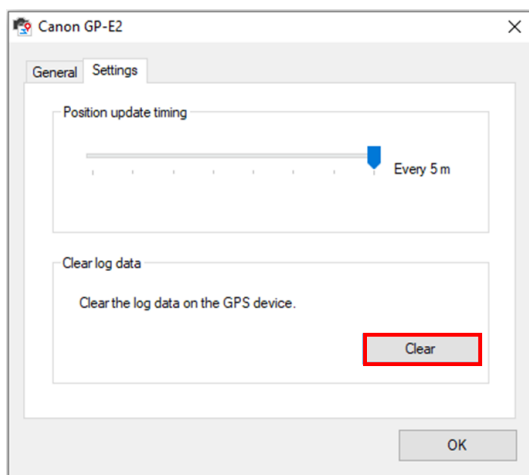 Canon GP-E2
General Settings
Position update timing
Every 5 m
Clear log data
Clear the log data on the GPS device.
Clear
OK